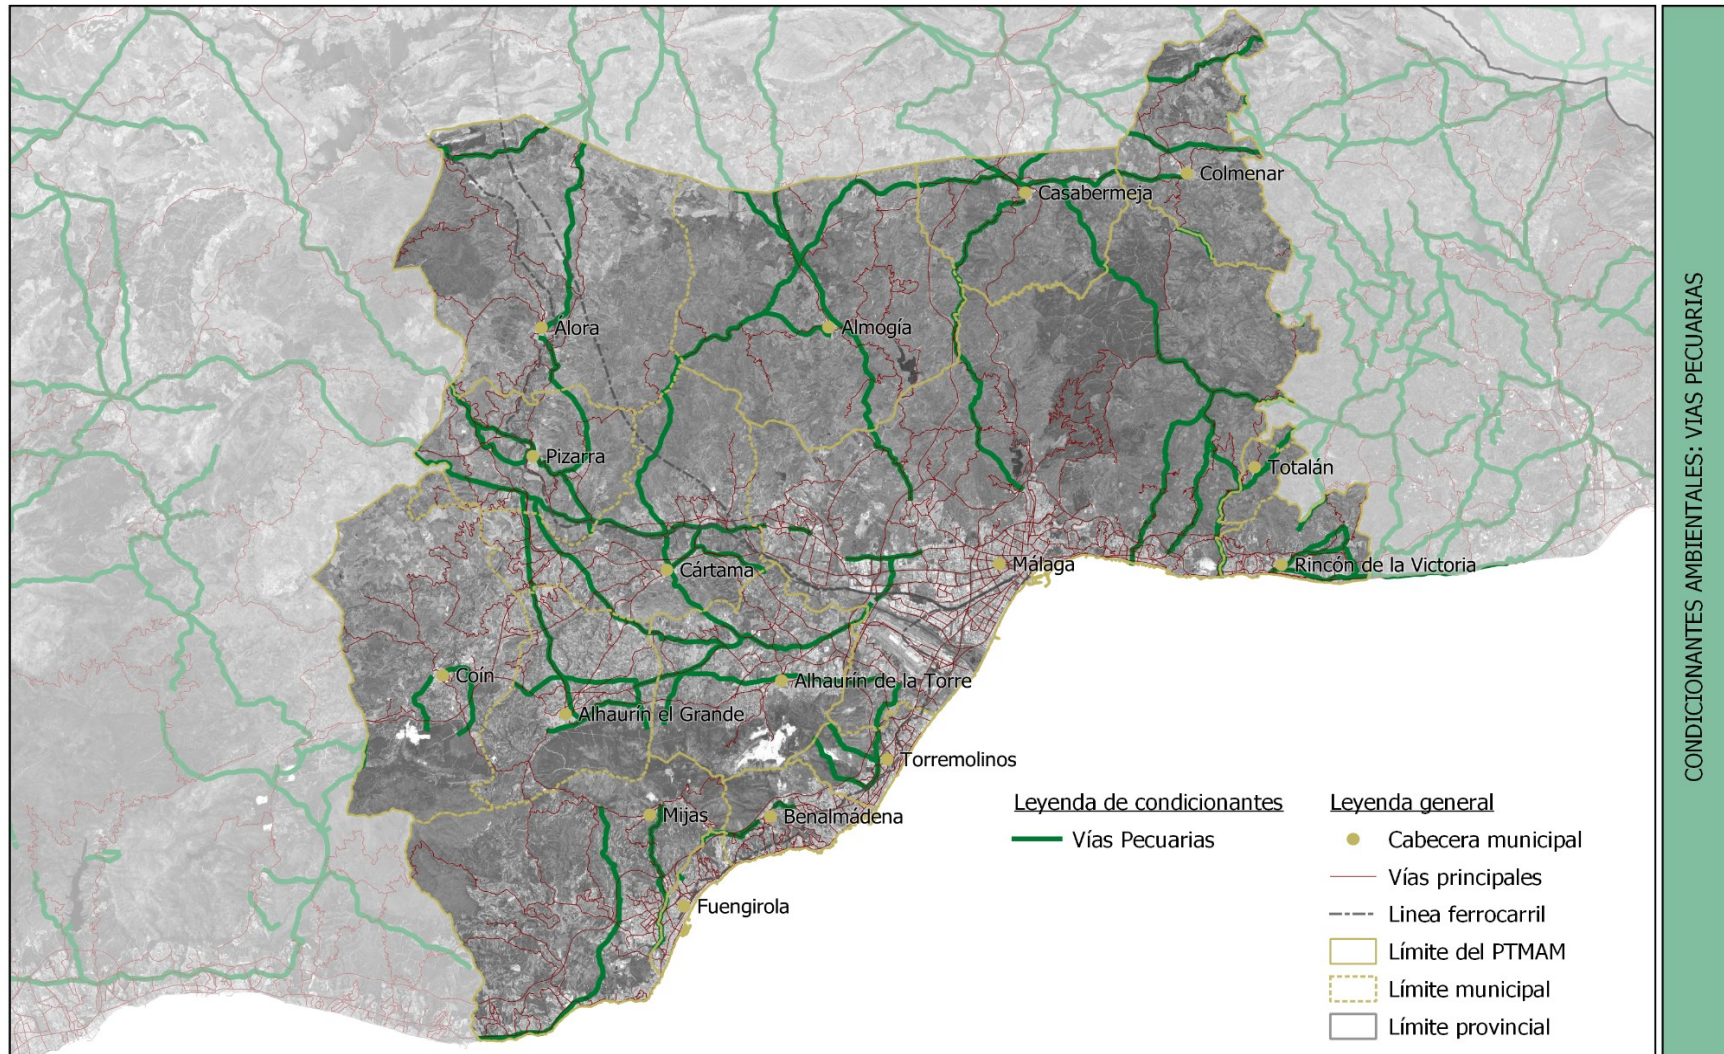 Colmenar
Casabermeja
Álora
Almogía
Pizarra
Totalán
Málaga
Rincón de la Victoria
Cártama
Coín
Alhaurín de la Torre
Alhaurín el Grande
Torremolinos
Mijas
Benalmádena
Fuengirola
Leyenda de condicionantes
Vías Pecuarias
Leyenda general
Cabecera municipal
Vías principales
Linea ferrocarril
Límite del PTMAM
Límite municipal
Límite provincial
CONDICIONANTES AMBIENTALES: VIAS PECUARIAS